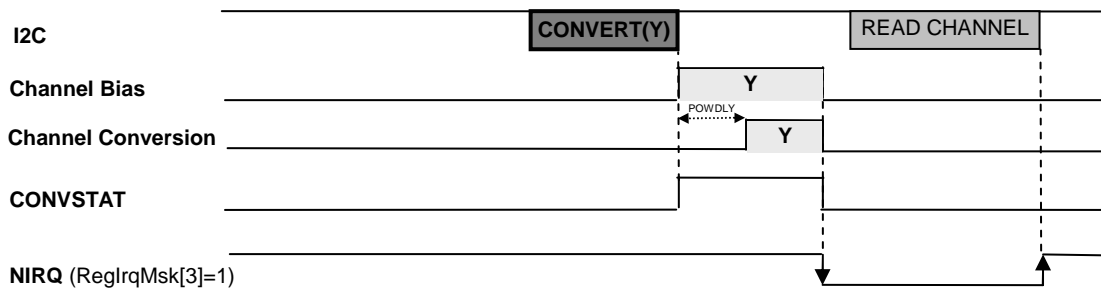 I2C
CONVERT(Y)
READ CHANNEL
Channel Bias
Y
POWDLY
Channel Conversion
Y
CONVSTAT
NIRQ (RegIrqMsk[3]=1)